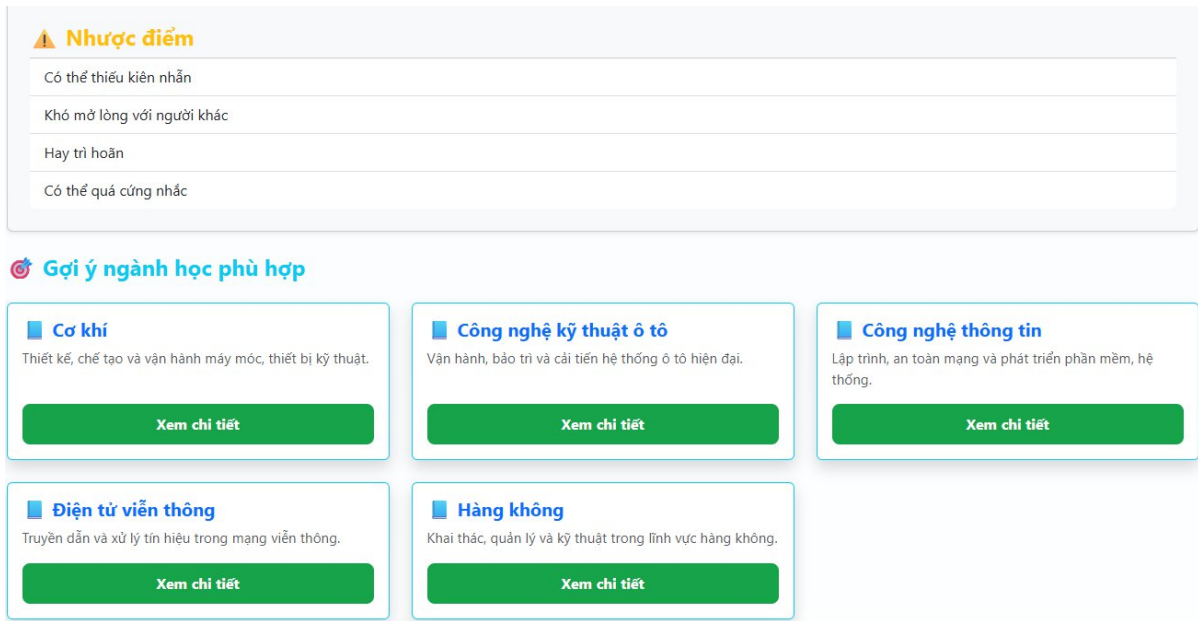 Nhược điểm
Có thể thiếu kiên nhẫn
Khó mở lòng với người khác
Hay trì hoãn
Có thể quá cứng nhắc
Gợi ý ngành học phù hợp
Cơ khí
Thiết kế, chế tạo và vận hành máy móc, thiết bị kỹ thuật.
Xem chi tiết
Công nghệ kỹ thuật ô tô
Vận hành, bảo trì và cải tiến hệ thống ô tô hiện đại.
Xem chi tiết
Công nghệ thông tin
Lập trình, an toàn mạng và phát triển phần mềm, hệ
thống.
Xem chi tiết
Điện tử viễn thông
Truyền dẫn và xử lý tín hiệu trong mạng viễn thông.
Xem chi tiết
Hàng không
Khai thác, quản lý và kỹ thuật trong lĩnh vực hàng không.
Xem chi tiết